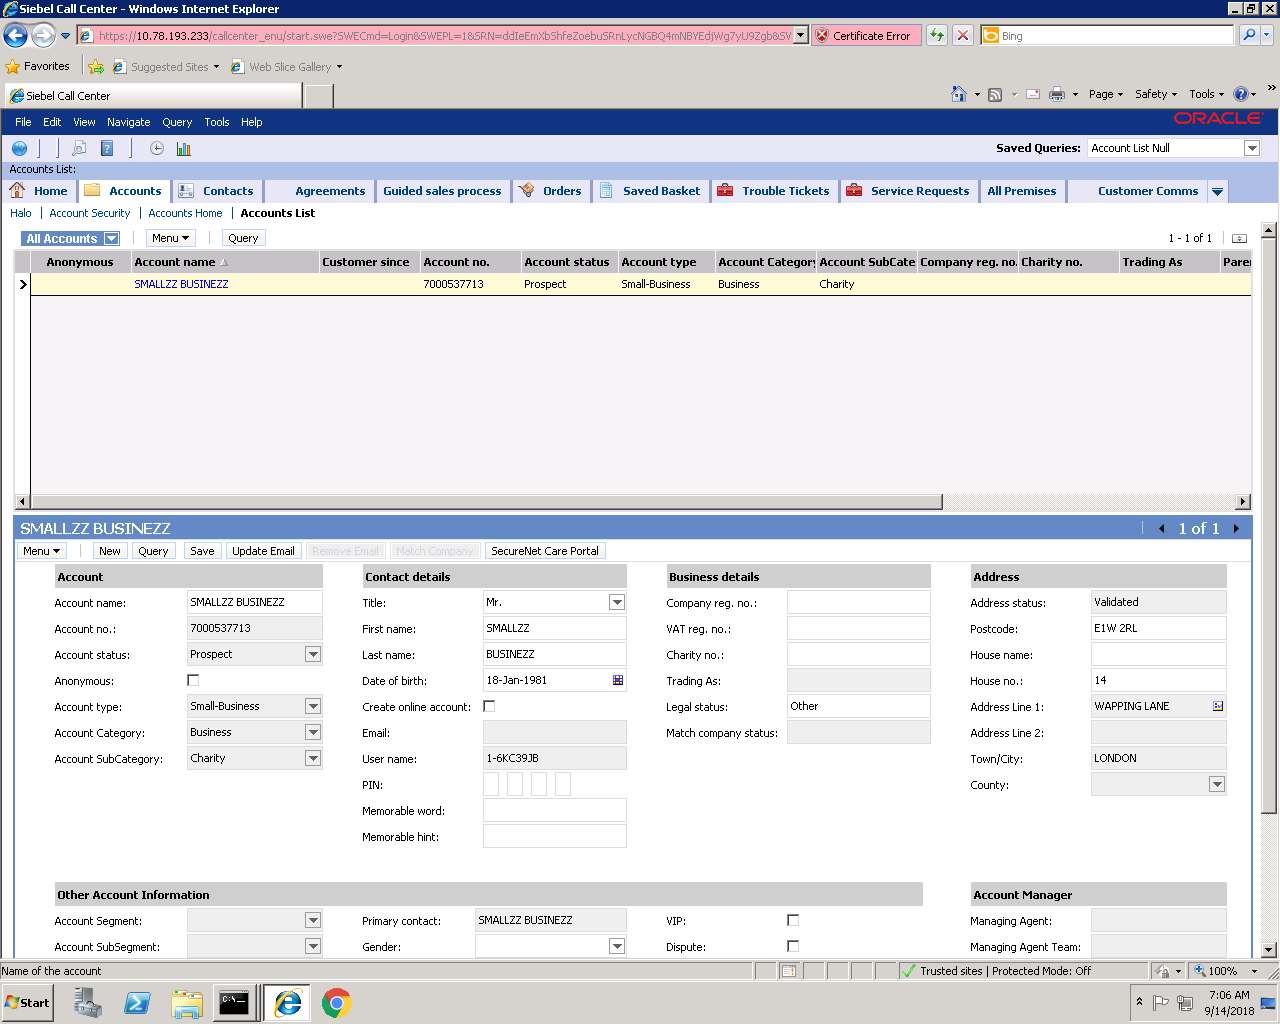 Siebel Call Center - Windows Internet Explorer
https://10.78.193.233/callcenter_enu/start.swe?SWECmd=Login&SWEPL=1&SRN=ddIeEmXbShfeZoebuSRnLycNGBQ4mNBYEdjWg7yU9Zgb&SW Certificate Error Bing
Favorites Suggested Sites Web Slice Gallery
Siebel Call Center Page Safety Tools
File Edit View Navigate Query Tools Help ORACLE
Saved Queries: Account List Null
Accounts List:
Home Accounts Contacts Agreements Guided sales process Orders Saved Basket Trouble Tickets Service Requests All Premises Customer Comms
Halo Account Security Accounts Home Accounts List
All Accounts Menu Query 1 - 1 of 1
Anonymous Account name Customer since Account no. Account status Account type Account Category Account SubCate Company reg. no. Charity no. Trading As Pare
SMALLZZ BUSINEZZ 7000537713 Prospect Small-Business Business Charity
SMALLZZ BUSINEZZ 1 of 1
Menu New Query Save Update Email Remove Email Match Company SecureNet Care Portal
Account Contact details Business details Address
Account name: SMALLZZ BUSINEZZ Title: Mr. Company reg. no.: Address status: Validated
Account no.: 7000537713 First name: SMALLZZ VAT reg. no.: Postcode: E1W 2RL
Account status: Prospect Last name: BUSINEZZ Charity no.: House name:
Anonymous: Date of birth: 18-Jan-1981 Trading As: House no.: 14
Account type: Small-Business Create online account: Legal status: Other Address Line 1: WAPPING LANE
Account Category: Business Email: Match company status: Address Line 2:
Account SubCategory: Charity User name: 1-6KC39JB Town/City: LONDON
PIN: County:
Memorable word:
Memorable hint:
Other Account Information Account Manager
Account Segment: Primary contact: SMALLZZ BUSINEZZ VIP: Managing Agent:
Account SubSegment: Gender: Dispute: Managing Agent Team:
Name of the account Trusted sites | Protected Mode: Off 100%
Start 7:06 AM
9/14/2018